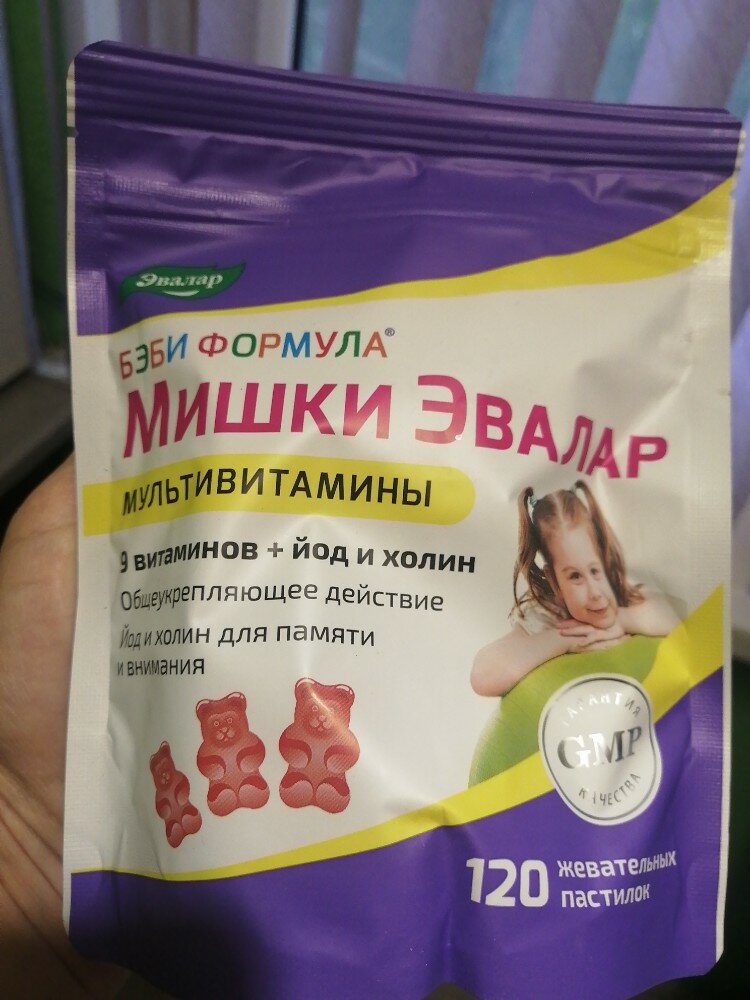 Эвалар
БЭБИ ФОРМУЛА®
МИШКИ ЭВАЛАР
МУЛЬТИВИТАМИНЫ
9 витаминов + йод и холин
Общеукрепляющее действие
Йод и холин для памяти
и внимания
ГАРАНТИЯ
GMP
КАЧЕСТВА
120 жевательных
пастилок